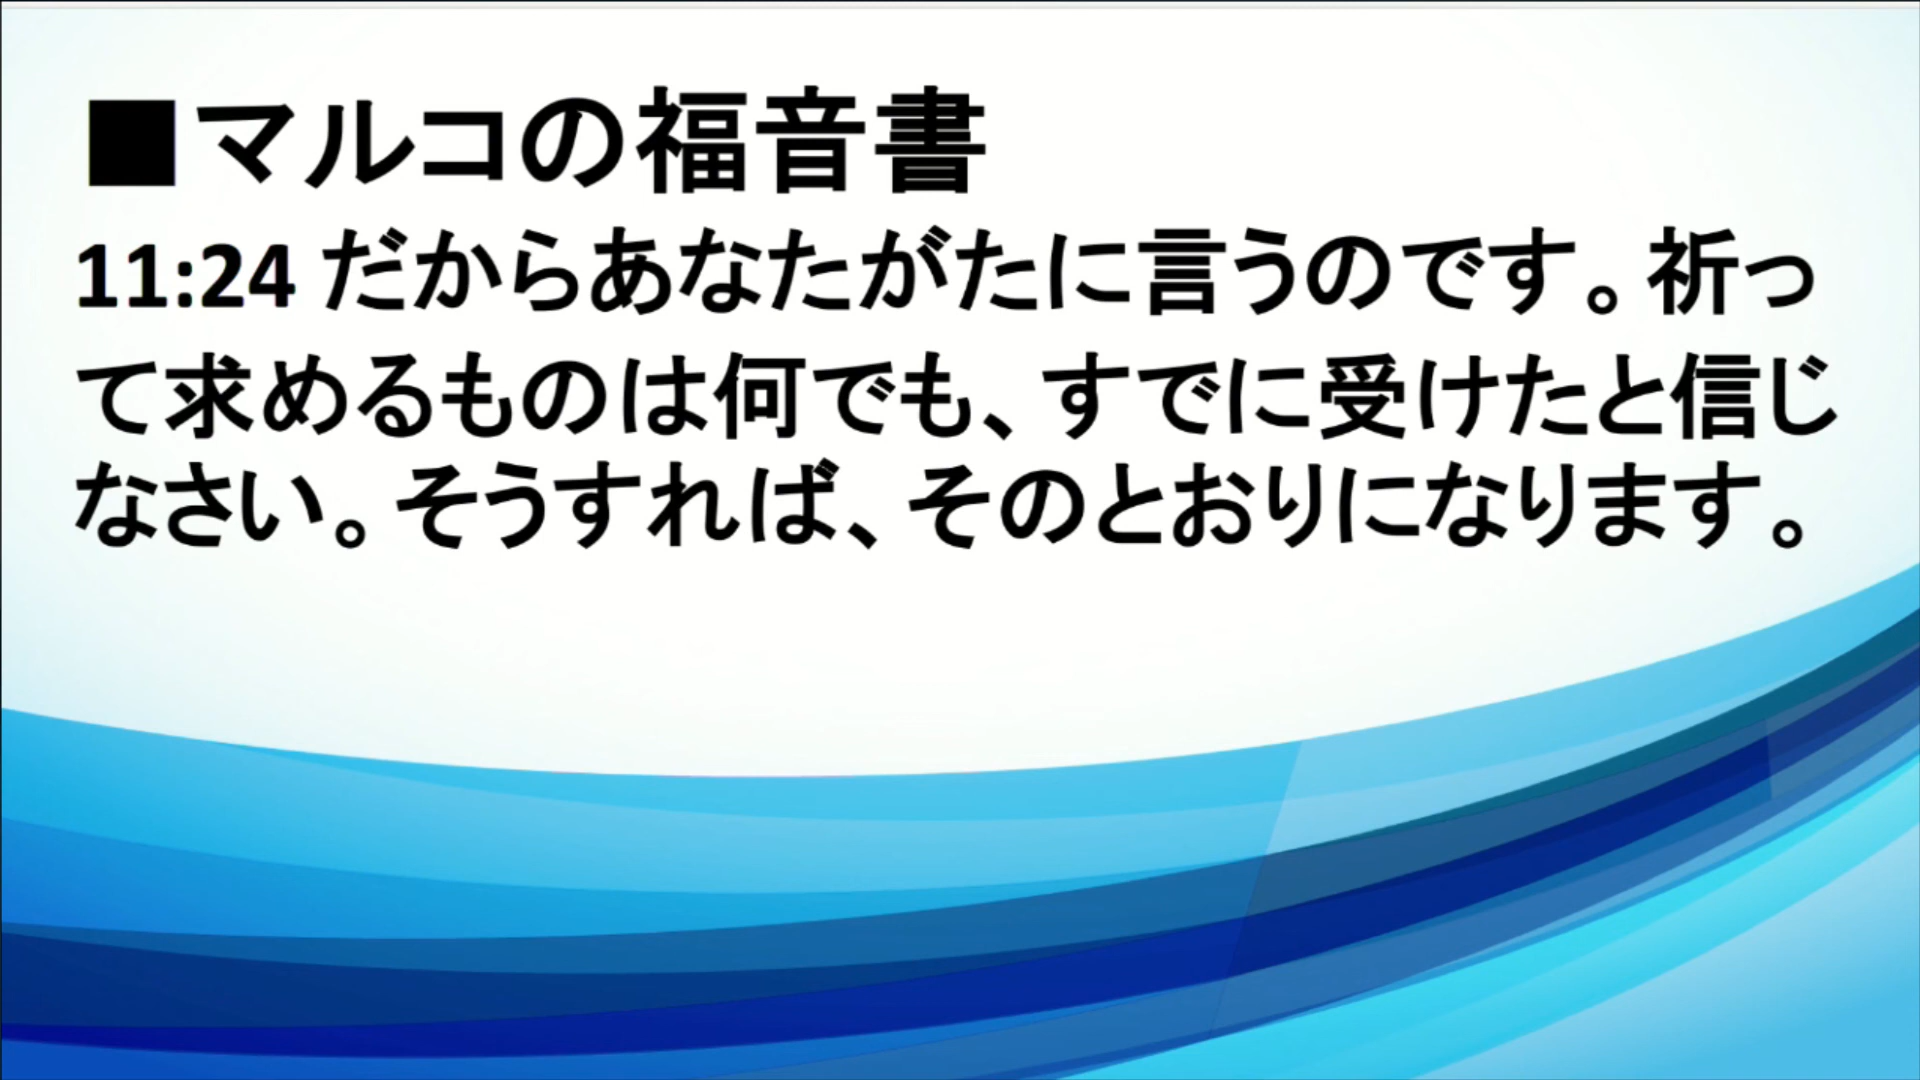 ■マルコの福音書
11:24 だからあなたがたに言うのです。祈っ
て求めるものは何でも、すでに受けたと信じ
なさい。そうすれば、そのとおりになります。